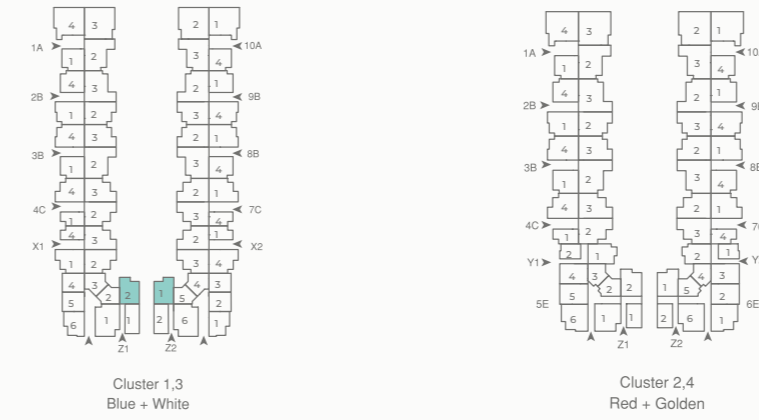 4 3 2 1
1A 10A
1 2 3 4
4 3 2 1
2B 9B
1 2 3 4
4 3 2 1
3B 8B
1 2 3 4
4 3 2 1
4C 7C
1 2 3 4
4 3 2 1
X1 X2
1 2 3 4
4 3 2 2 1 5 4 3
5 2
6 1 1 2 6 1
Z1 Z2
Cluster 1,3
Blue + White
4 3 2 1
1A
1 2 3 4
4 3 2 1
2B
1 2 3 4
4 3 2 1
3B
1 2 3 4
4 3 2 1
4C
1 2 3 4
2 1 2 1
Y1
4 3 2 2 1 5 4 3
5 2
5E 6E
6 1 1 2 6 1
Z1 Z2
Cluster 2,4
Red + Golden